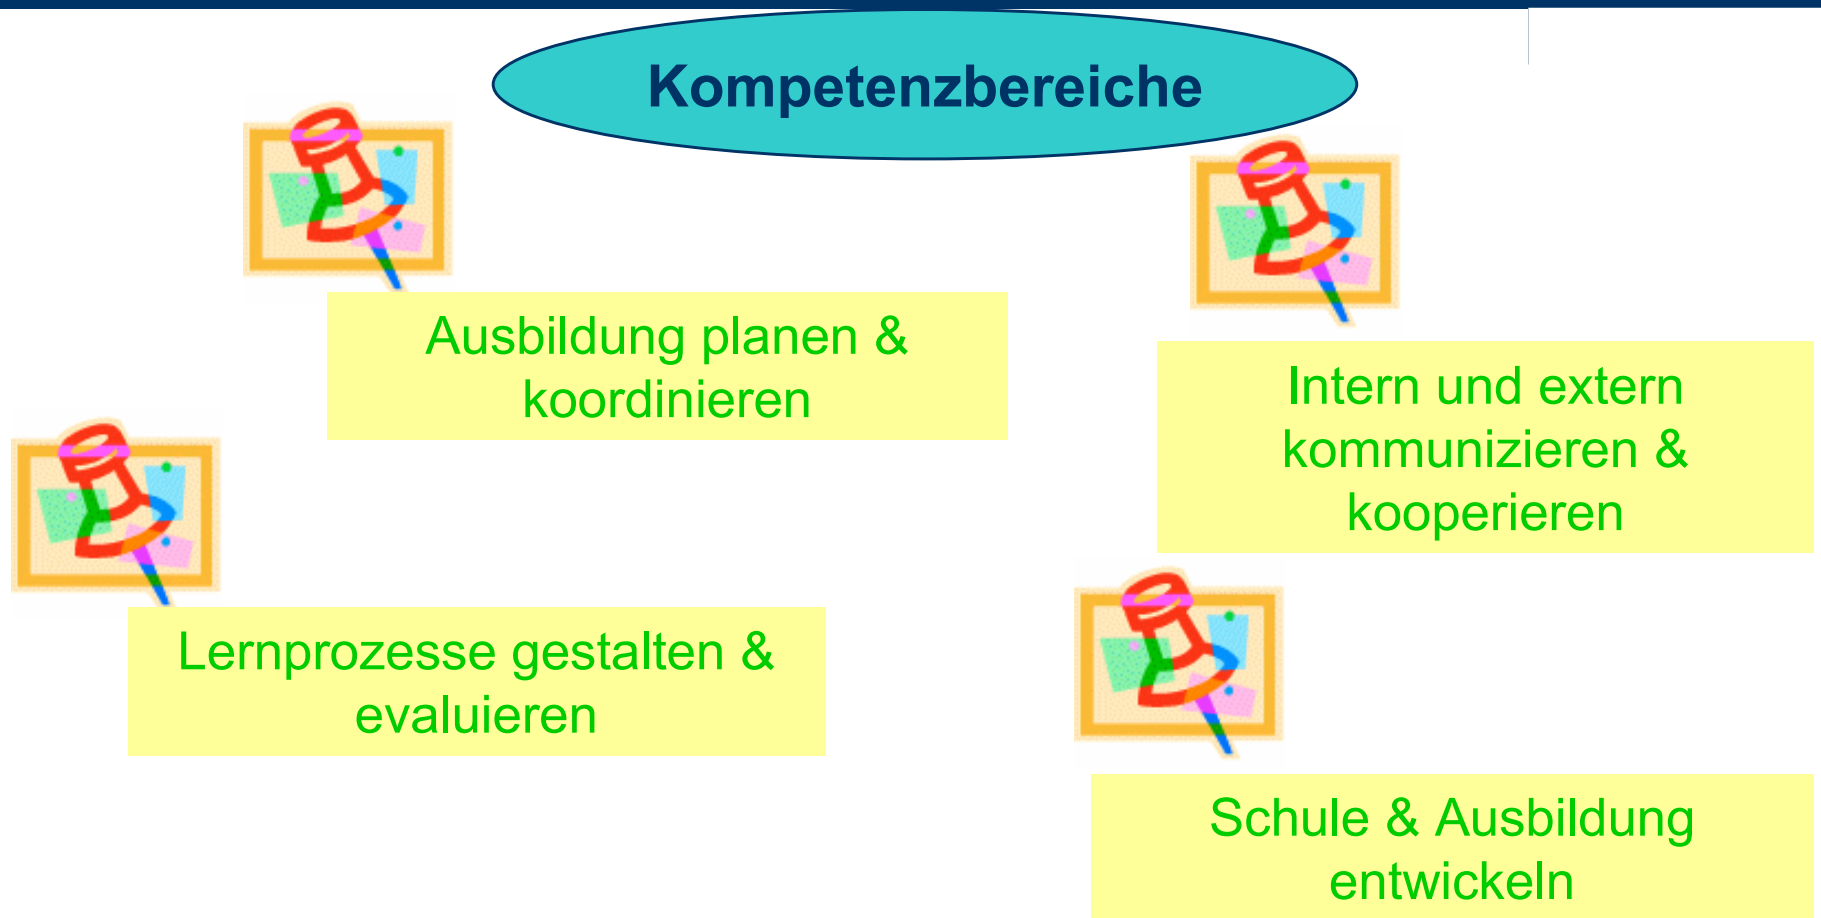 Kompetenzbereiche
Ausbildung planen &
koordinieren
Intern und extern
kommunizieren &
kooperieren
Lernprozesse gestalten &
evaluieren
Schule & Ausbildung
entwickeln